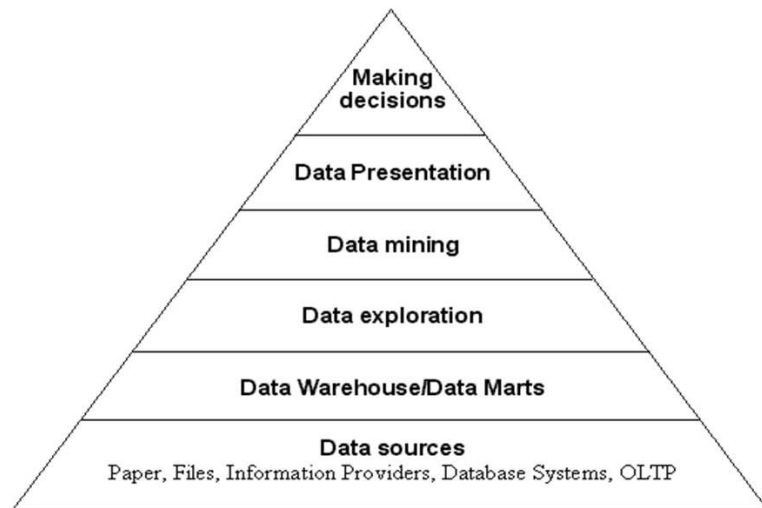 Making
decisions
Data Presentation
Data mining
Data exploration
Data Warehouse/Data Marts
Data sources
Paper, Files, Information Providers, Database Systems, OLTP